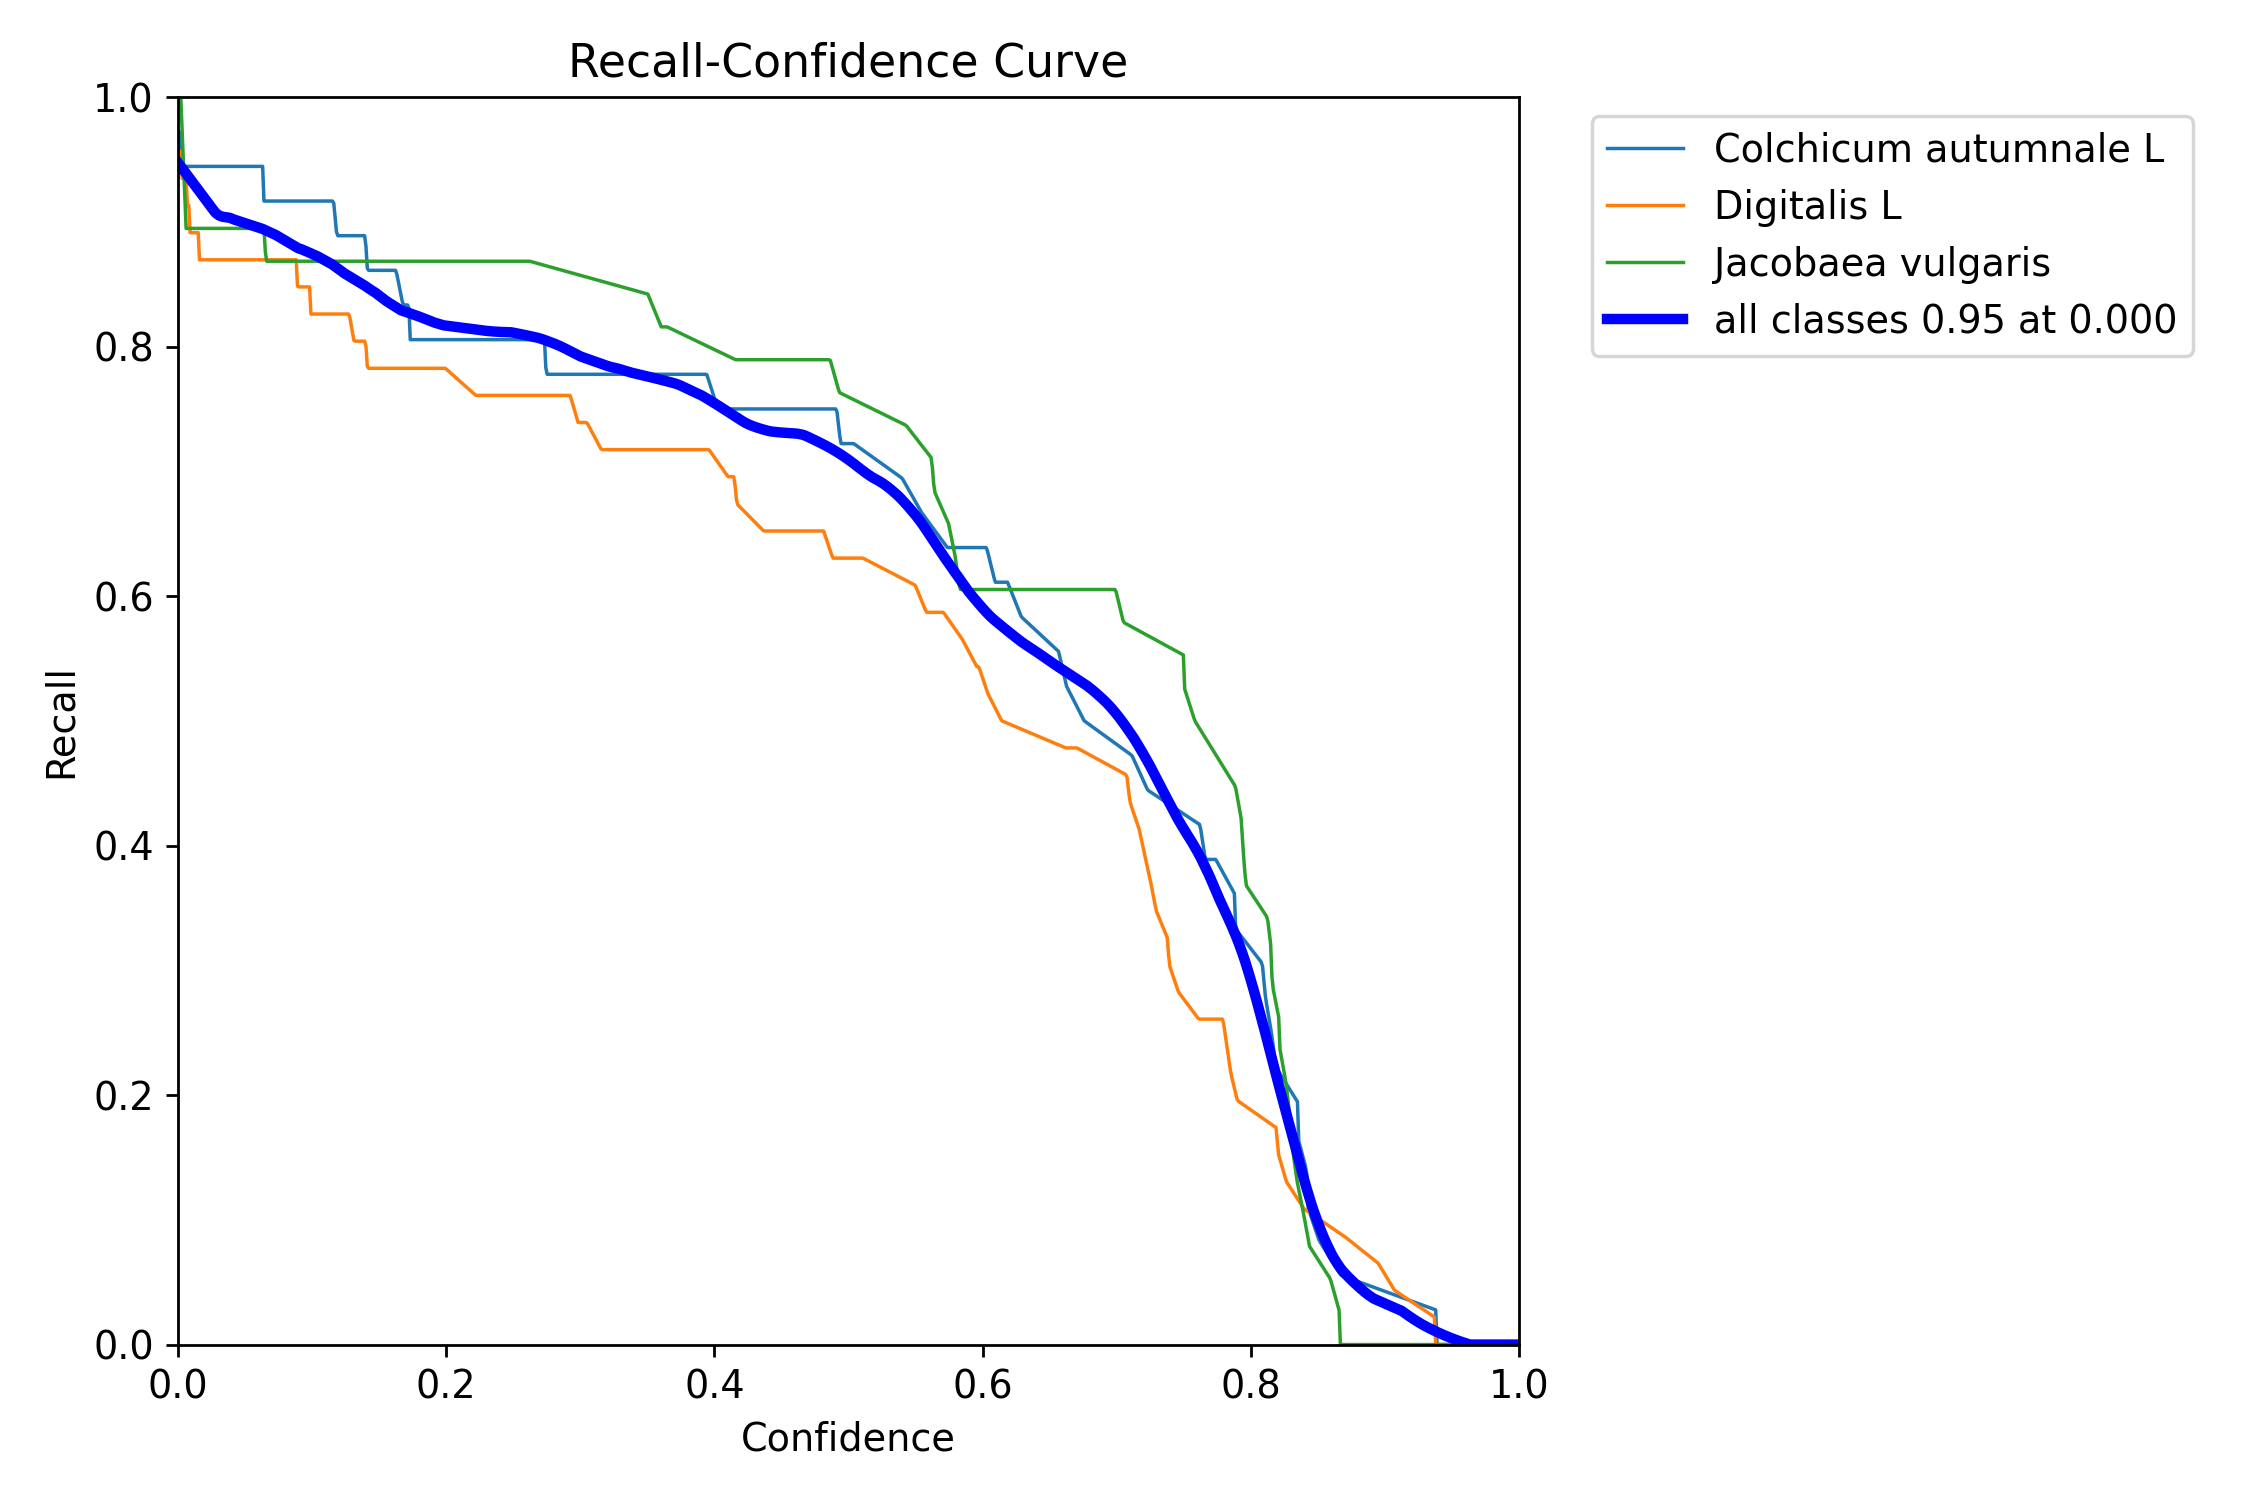 Recall-Confidence Curve
1.0
0.8
0.6
0.4
0.2
0.0
Recall
0.0 0.2 0.4 0.6 0.8 1.0
Confidence
Colchicum autumnale L
Digitalis L
Jacobaea vulgaris
all classes 0.95 at 0.000